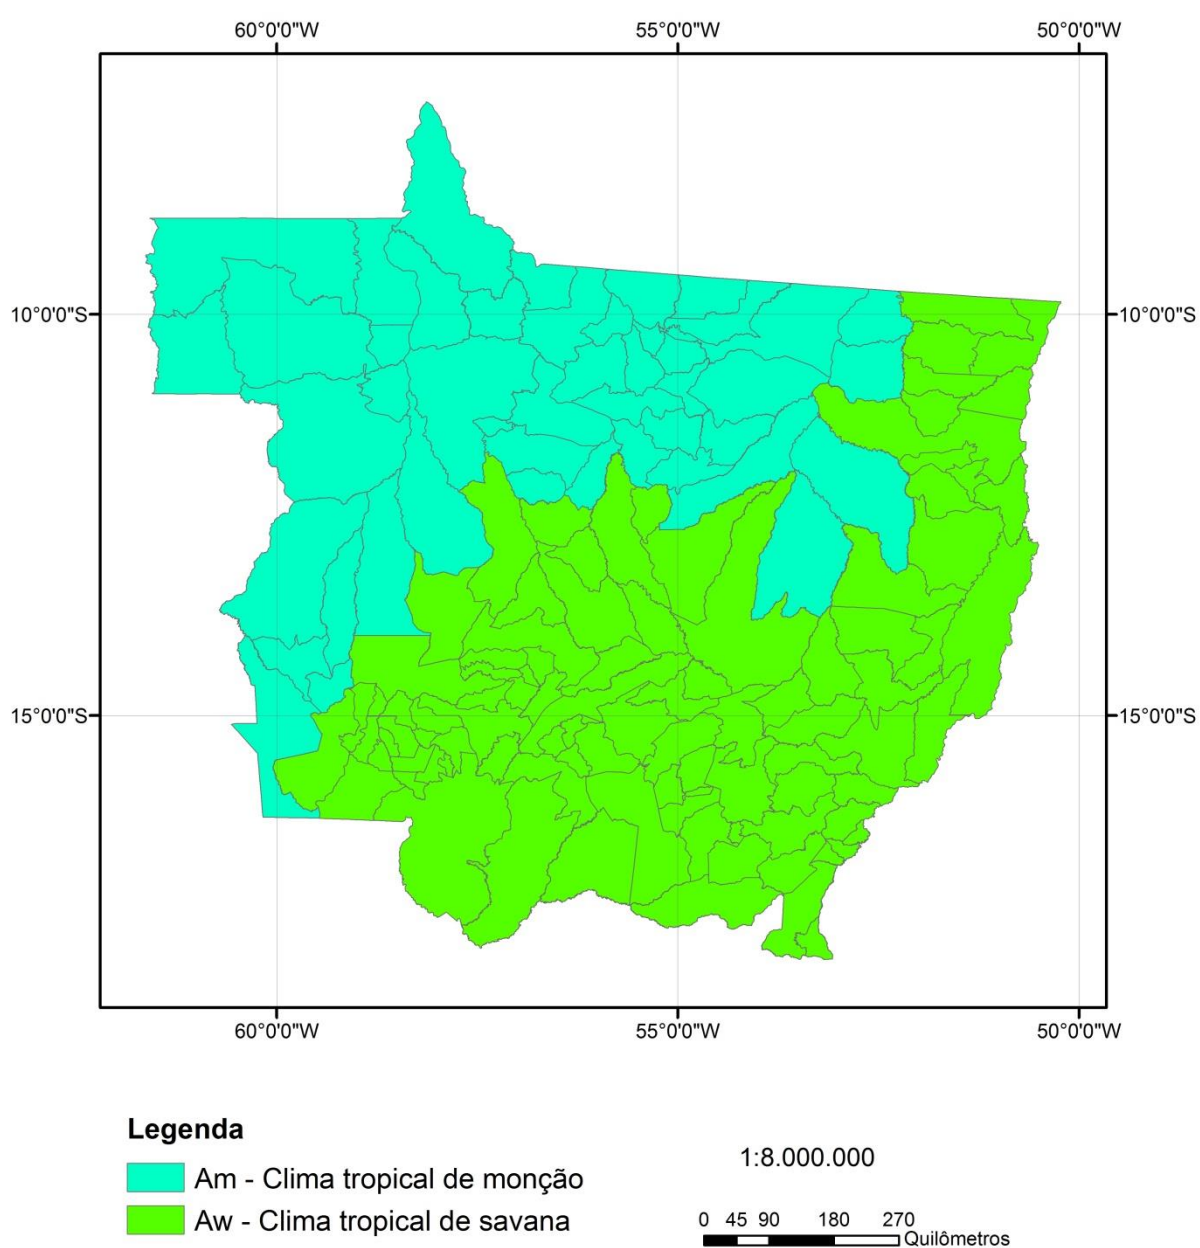 60°0'0"W 55°0'0"W 50°0'0"W
10°0'0"S 10°0'0"S
15°0'0"S 15°0'0"S
60°0'0"W 55°0'0"W 50°0'0"W
Legenda
Am - Clima tropical de monção
Aw - Clima tropical de savana
1:8.000.000
0 45 90 180 270
Quilômetros